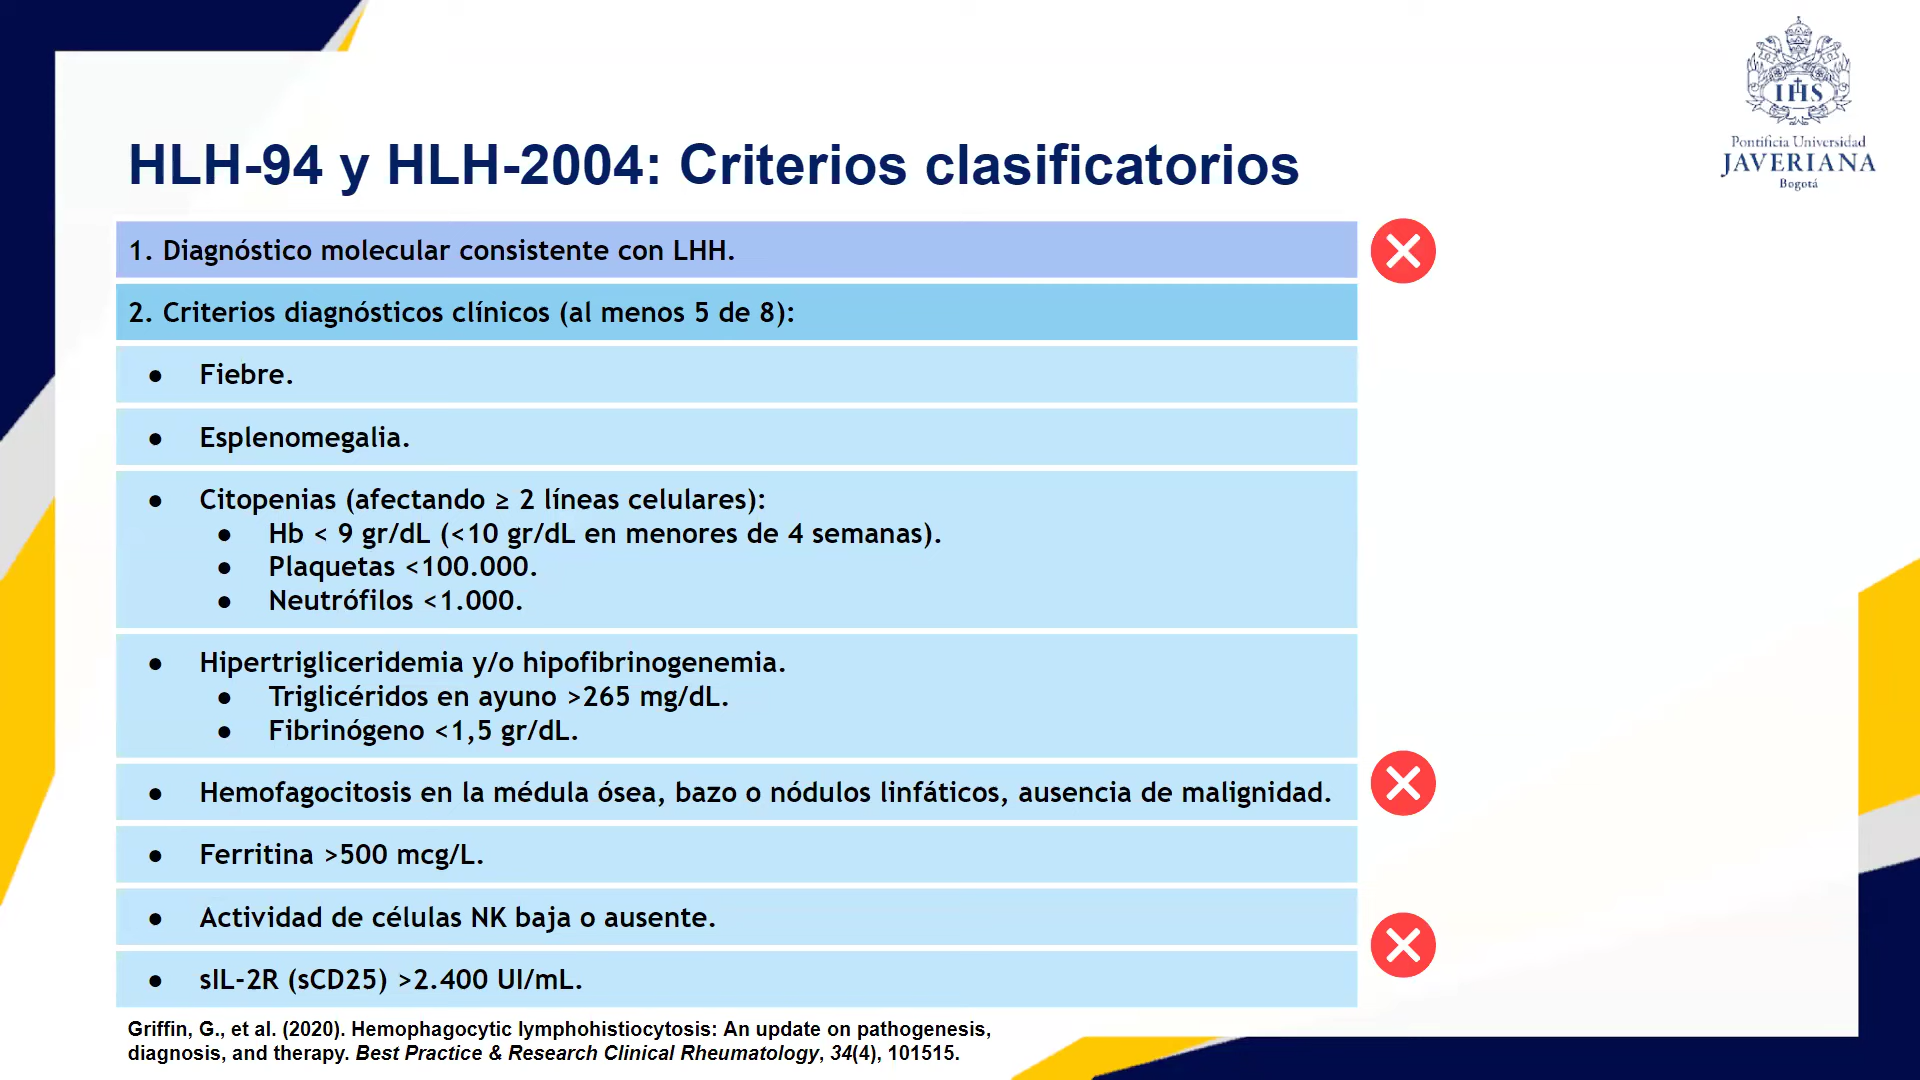 IHS
Pontificia Universidad
JAVERIANA
Bogotá
HLH-94 y HLH-2004: Criterios clasificatorios
1. Diagnóstico molecular consistente con LHH.
2. Criterios diagnósticos clínicos (al menos 5 de 8):
● Fiebre.
● Esplenomegalia.
● Citopenias (afectando ≥ 2 líneas celulares):
● Hb < 9 gr/dL (<10 gr/dL en menores de 4 semanas).
● Plaquetas <100.000.
● Neutrófilos <1.000.
● Hipertrigliceridemia y/o hipofibrinogenemia.
● Triglicéridos en ayuno >265 mg/dL.
● Fibrinógeno <1,5 gr/dL.
● Hemofagocitosis en la médula ósea, bazo o nódulos linfáticos, ausencia de malignidad.
● Ferritina >500 mcg/L.
● Actividad de células NK baja o ausente.
● sIL-2R (sCD25) >2.400 UI/mL.
Griffin, G., et al. (2020). Hemophagocytic lymphohistiocytosis: An update on pathogenesis,
diagnosis, and therapy. Best Practice & Research Clinical Rheumatology, 34(4), 101515.